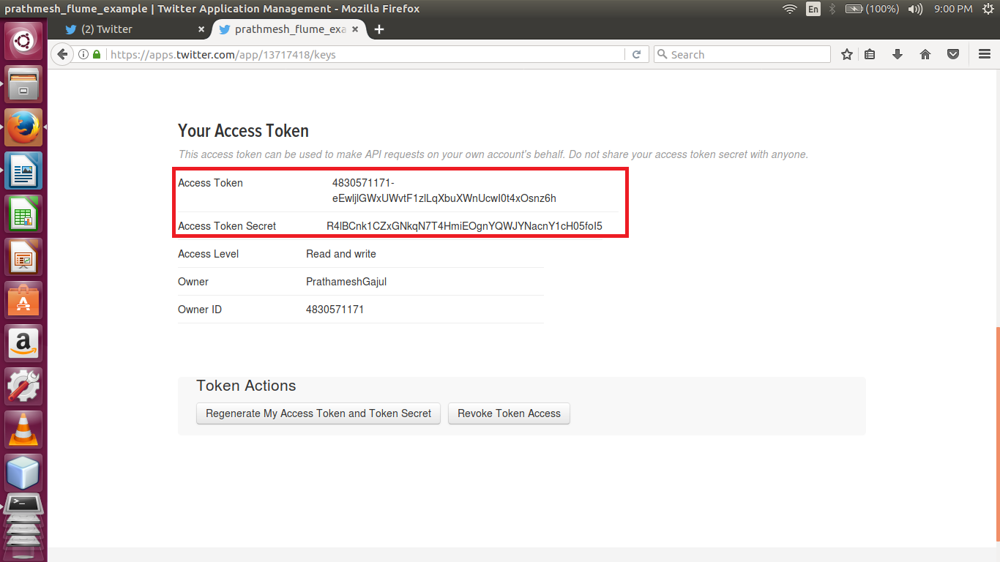 prathmesh_flume_example | Twitter Application Management - Mozilla Firefox
En
(100%)
9:00 PM
(2) Twitter
prathmesh_flume_exa
https://apps.twitter.com/app/13717418/keys
Search
Your Access Token
This access token can be used to make API requests on your own account's behalf. Do not share your access token secret with anyone.
Access Token 4830571171-
Access Token Secret
Access Level Read and write
Owner PrathameshGajul
Owner ID 4830571171
Token Actions
Regenerate My Access Token and Token Secret
Revoke Token Access